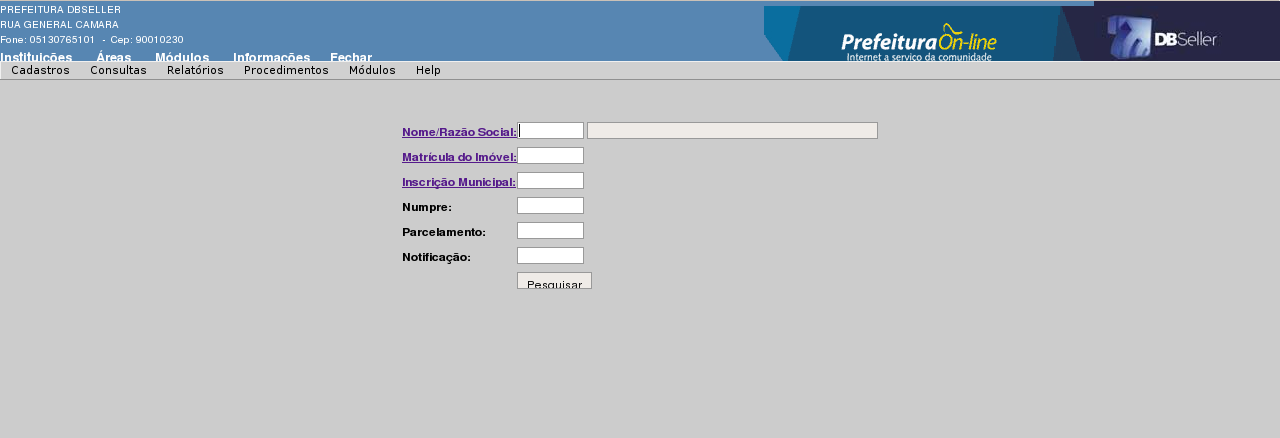 PREFEITURA DBSELLER
RUA GENERAL CAMARA
Fone: 05130765101 - Cep: 90010230
Instituições Áreas Módulos Informações Fechar
Prefeitura On-line
Internet a serviço da comunidade
DBSeller
Cadastros Consultas Relatórios Procedimentos Módulos Help
Nome/Razão Social:
Matrícula do Imóvel:
Inscrição Municipal:
Numpre:
Parcelamento:
Notificação:
Pesquisar